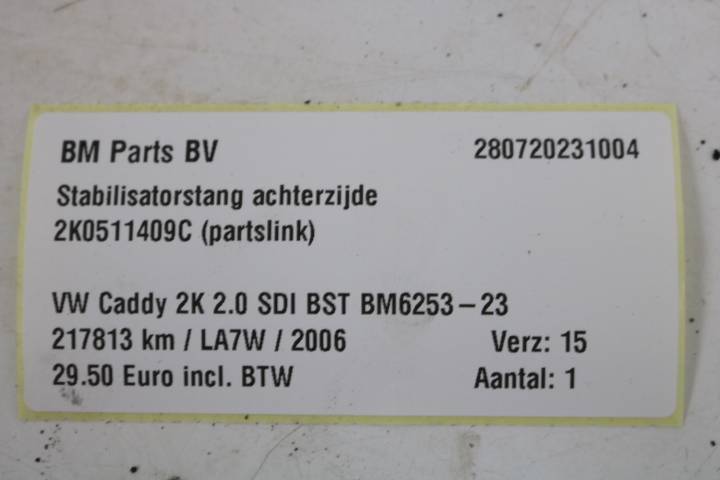 BM Parts BV 280720231004
Stabilisatorstang achterzijde
2K0511409C (partslink)
VW Caddy 2K 2.0 SDI BST BM6253-23
217813 km / LA7W / 2006 Verz: 15
29.50 Euro incl. BTW Aantal: 1